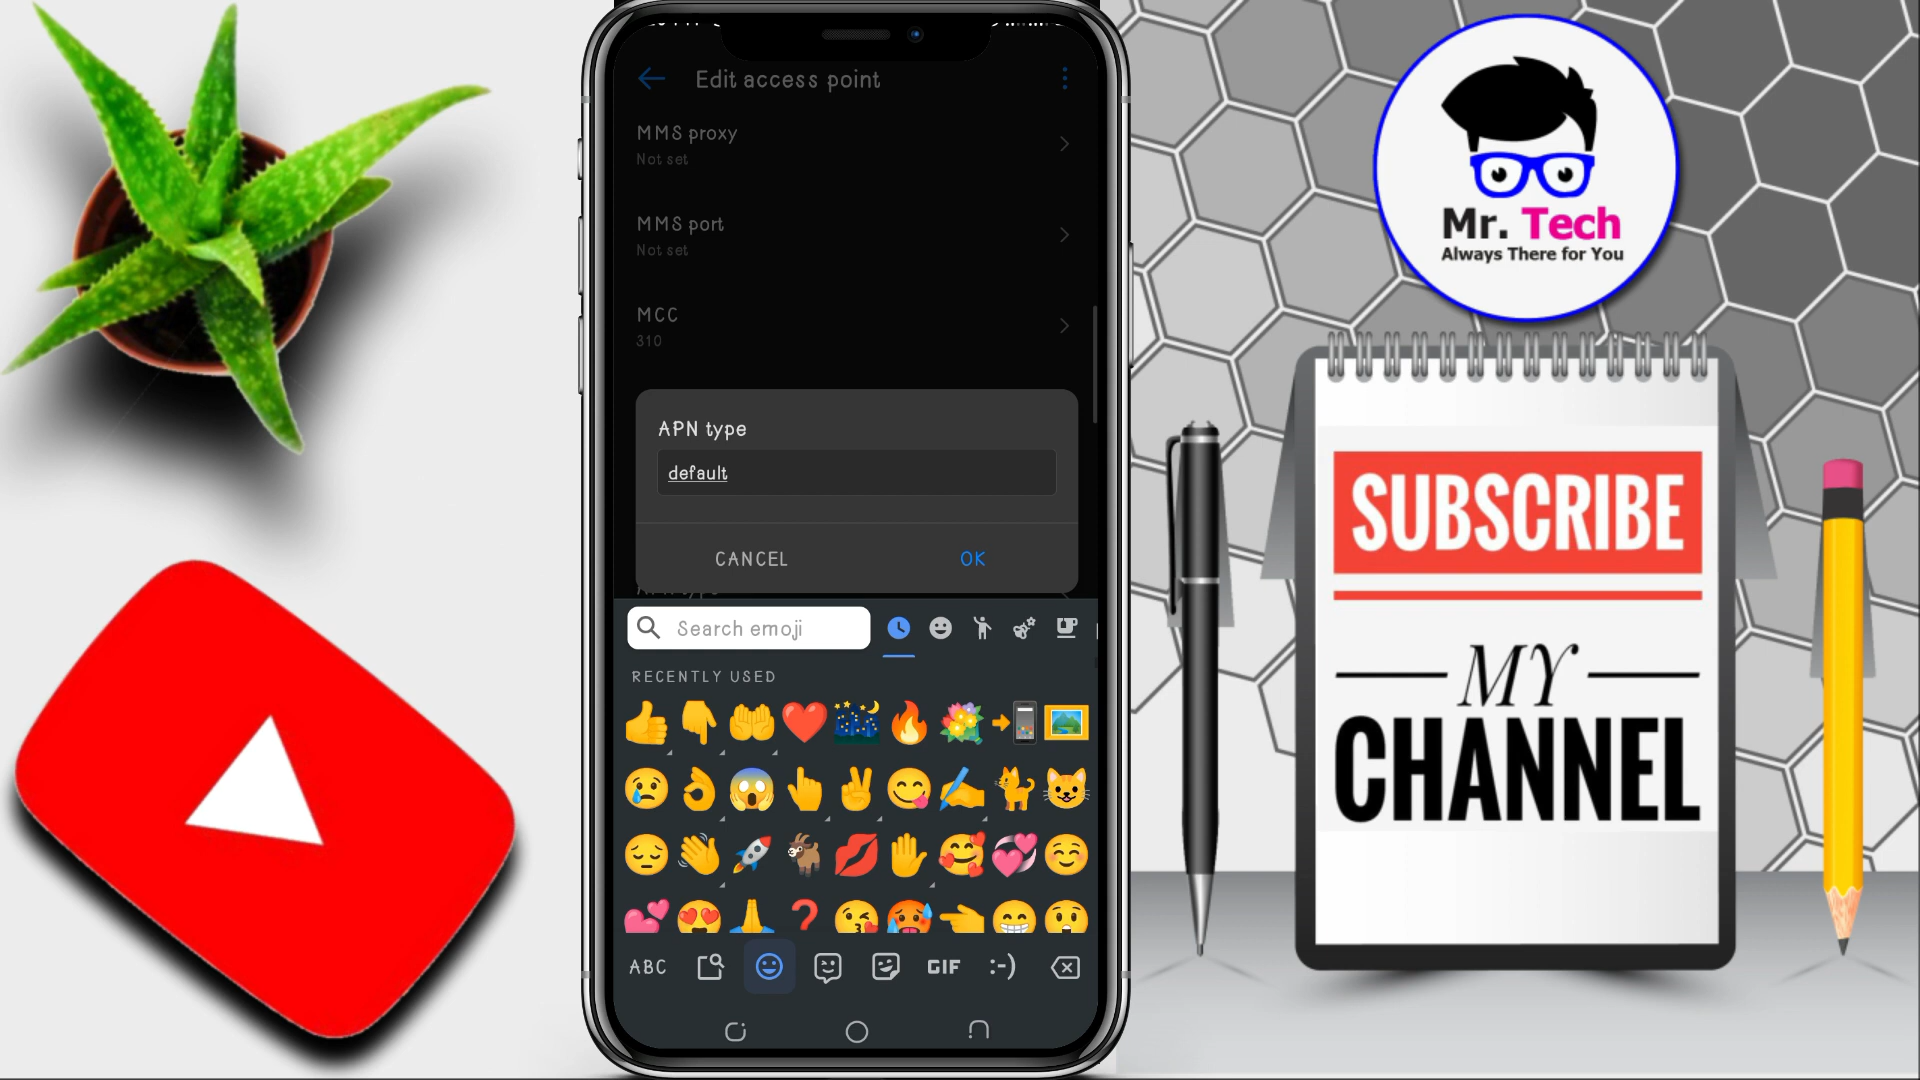 Edit access point
MMS proxy
Not set
MMS port
Not set
MCC
310
APN type
default
CANCEL
OK
Search emoji
RECENTLY USED
ABC
GIF
:-)
Mr. Tech
Always There for You
SUBSCRIBE
MY
CHANNEL